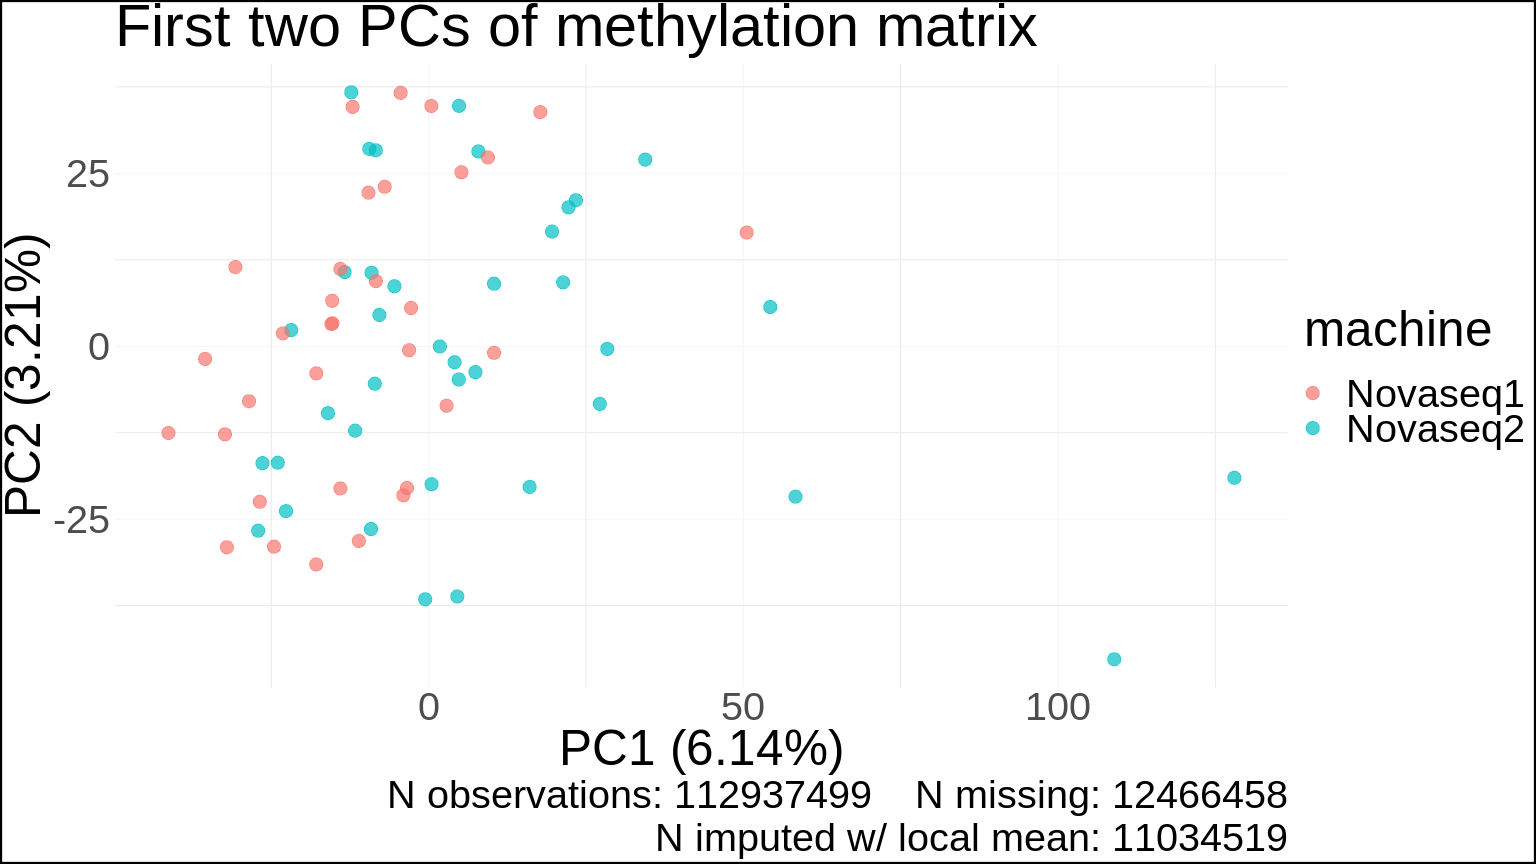 First two PCs of methylation matrix
25
0
-25
PC2 (3.21%)
0 50 100
PC1 (6.14%)
machine
Novaseq1
Novaseq2
N observations: 112937499 N missing: 12466458
N imputed w/ local mean: 11034519